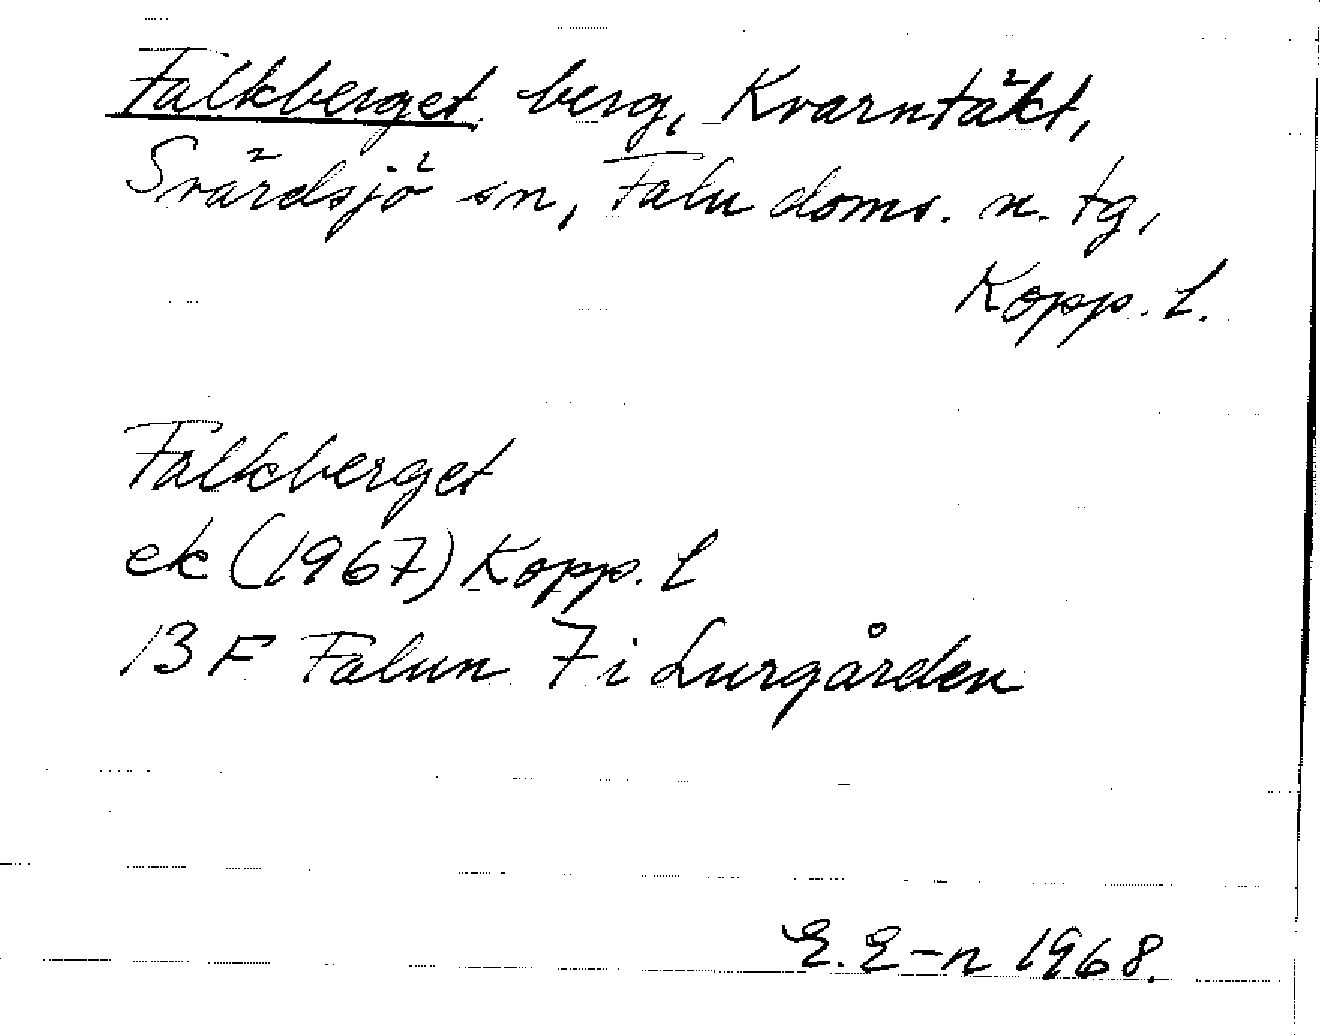 Falkberget berg, Kvarntäkt,
Svärdsjö sn, Falu doms. n. tg,
Kopp. l.
Falkberget
ek (1967) Kopp. l
13 F Falun 7 i Lurgården
E. E-n 1968.